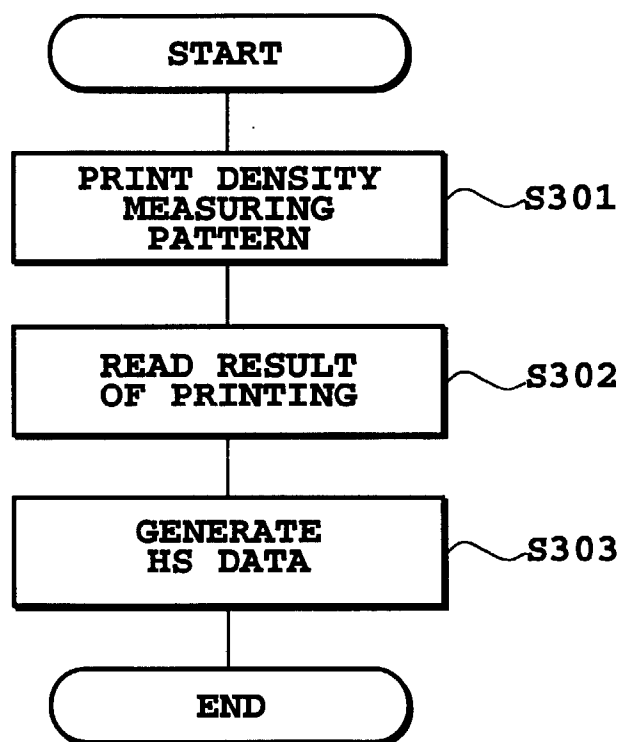 START
PRINT DENSITY
MEASURING
PATTERN
S301
READ RESULT
OF PRINTING
S302
GENERATE
HS DATA
S303
END